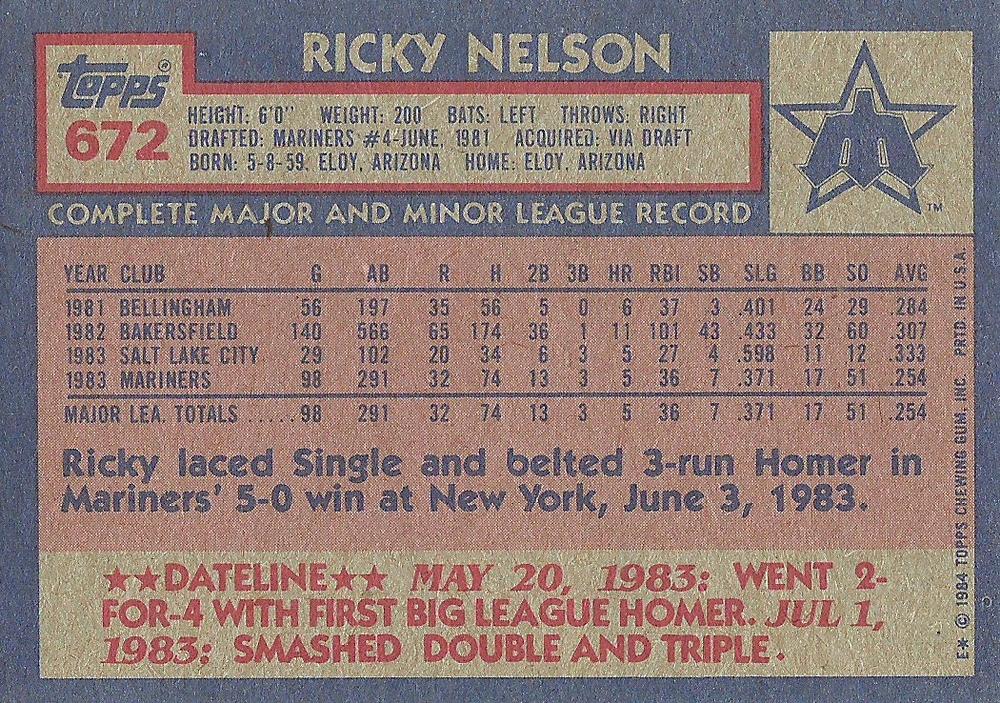 RICKY NELSON
Topps®
672
HEIGHT: 6'0" WEIGHT: 200 BATS: LEFT THROWS: RIGHT
DRAFTED: MARINERS #4-JUNE, 1981 ACQUIRED: VIA DRAFT
BORN: 5-8-59, ELOY, ARIZONA HOME: ELOY, ARIZONA
TM
COMPLETE MAJOR AND MINOR LEAGUE RECORD
YEAR CLUB G AB R H 2B 3B HR RBI SB SLG BB SO AVG
1981 BELLINGHAM 56 197 35 56 5 0 6 37 3 .401 24 29 .284
1982 BAKERSFIELD 140 566 65 174 36 1 11 101 43 .433 32 60 .307
1983 SALT LAKE CITY 29 102 20 34 6 3 5 27 4 .598 11 12 .333
1983 MARINERS 98 291 32 74 13 3 5 36 7 .371 17 51 .254
MAJOR LEA. TOTALS .....98 291 32 74 13 3 5 36 7 .371 17 51 .254
Ricky laced Single and belted 3-run Homer in
Mariners' 5-0 win at New York, June 3, 1983.
★★DATELINE★★ MAY 20, 1983: WENT 2-
FOR-4 WITH FIRST BIG LEAGUE HOMER. JUL 1,
1983: SMASHED DOUBLE AND TRIPLE.
E* © 1984 TOPPS CHEWING GUM, INC. PRTD. IN U.S.A.